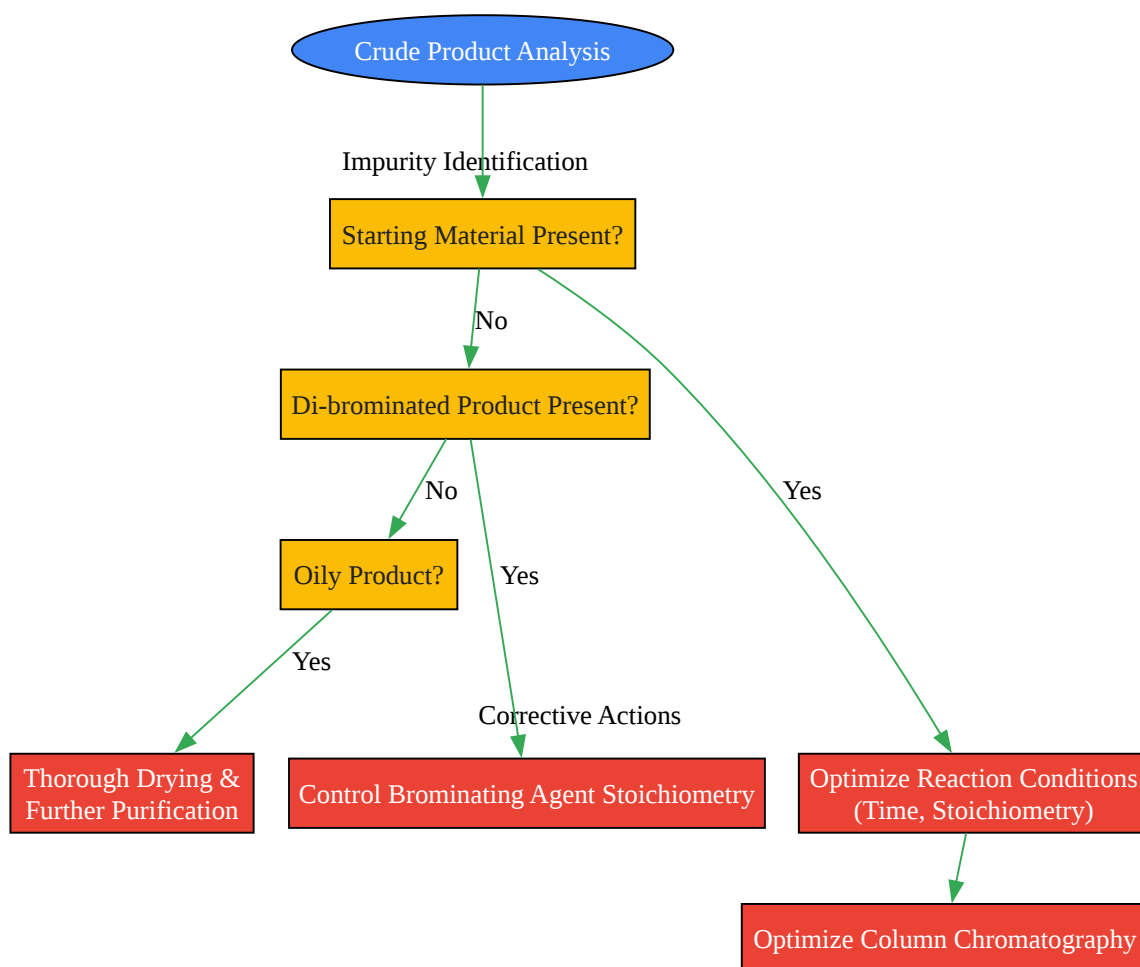 Crude Product Analysis
Impurity Identification
Starting Material Present?
No
Di-brominated Product Present?
No
Yes
Oily Product?
Yes
Yes
Corrective Actions
Thorough Drying &
Further Purification
Control Brominating Agent Stoichiometry
Optimize Reaction Conditions
(Time, Stoichiometry)
Optimize Column Chromatography